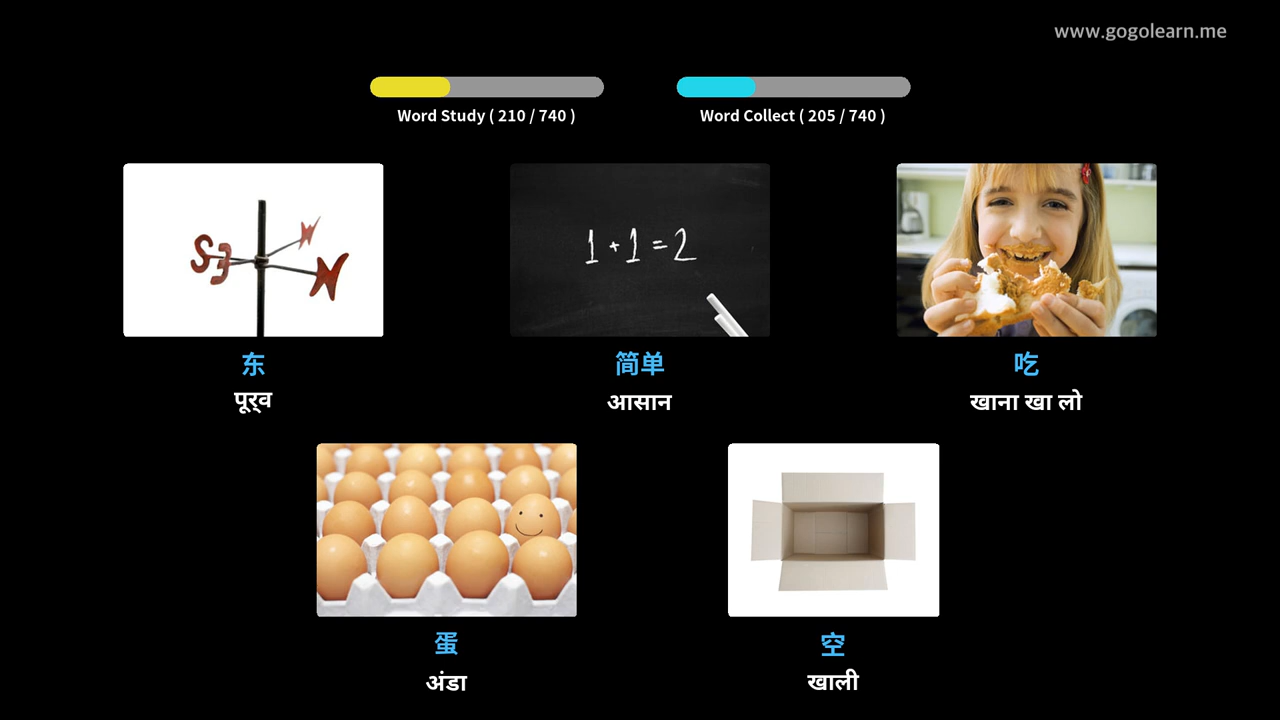 www.gogolearn.me
Word Study ( 210 / 740 )
Word Collect ( 205 / 740 )
S E N W
1 + 1 = 2
东
पूर्व
简单
आसान
吃
खाना खा लो
蛋
अंडा
空
खाली